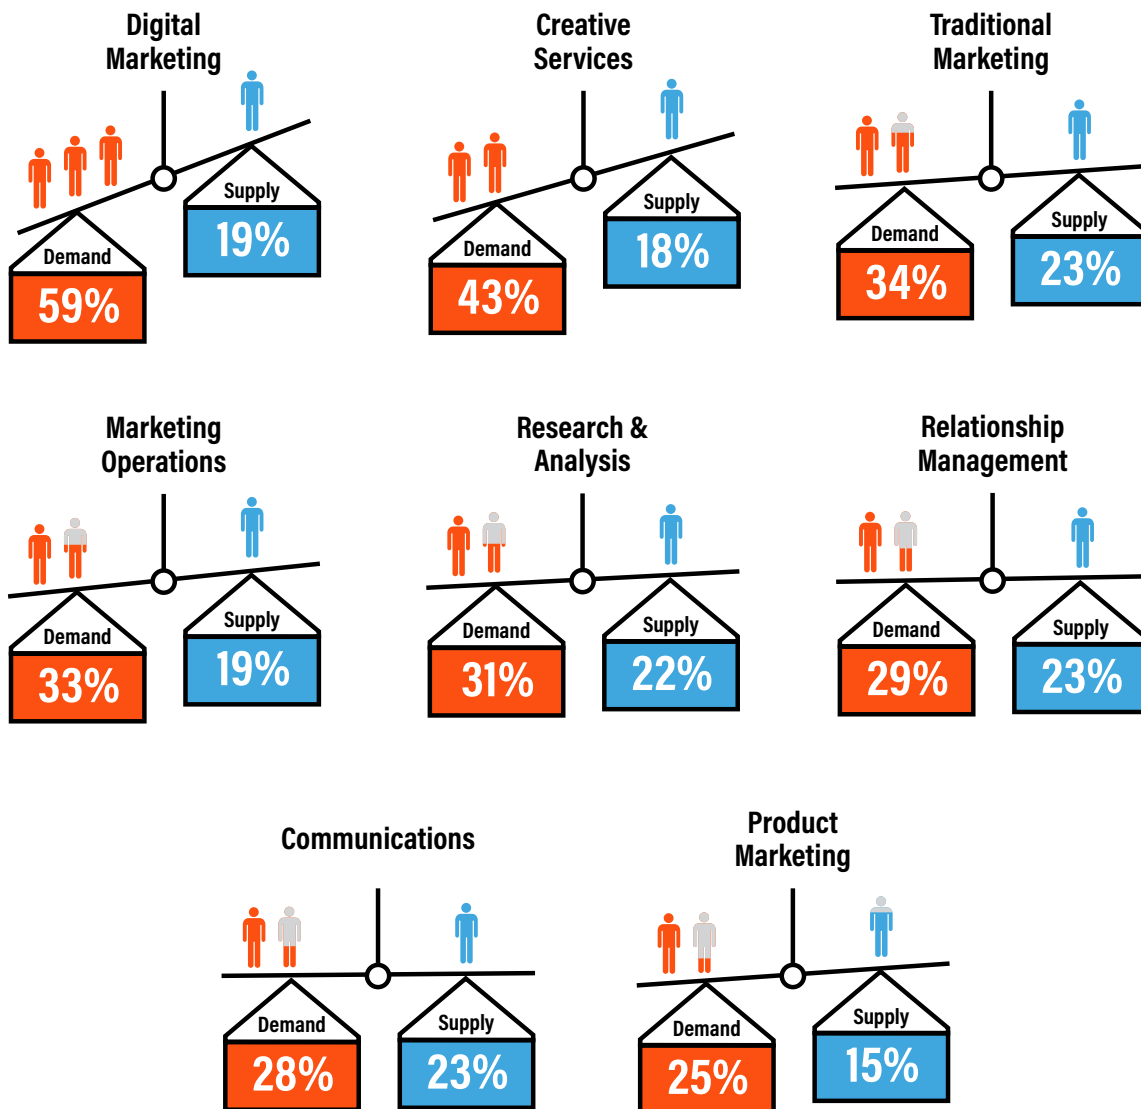 Digital
Marketing
Demand
59%
Supply
19%
Creative
Services
Demand
43%
Supply
18%
Traditional
Marketing
Demand
34%
Supply
23%
Marketing
Operations
Demand
33%
Supply
19%
Research &
Analysis
Demand
31%
Supply
22%
Relationship
Management
Demand
29%
Supply
23%
Communications
Demand
28%
Supply
23%
Product
Marketing
Demand
25%
Supply
15%